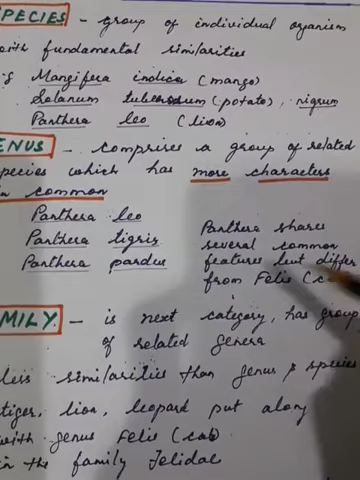 SPECIES - group of individual organism
with fundamental similarities
Mangifera indica (mango)
Solanum tuberosum (potato), nigrum
Panthera leo (lion)
GENUS - comprises a group of related
species which has more characters
in common
Panthera leo
Panthera tigris
Panthera pardus
Panthera shares
several common
features but differ
from Felis (c
FAMILY - is next category, has group
of related genera
less similarities than genus & species
tiger, lion, leopard put along
with genus Felis (cat)
in the family Felidae